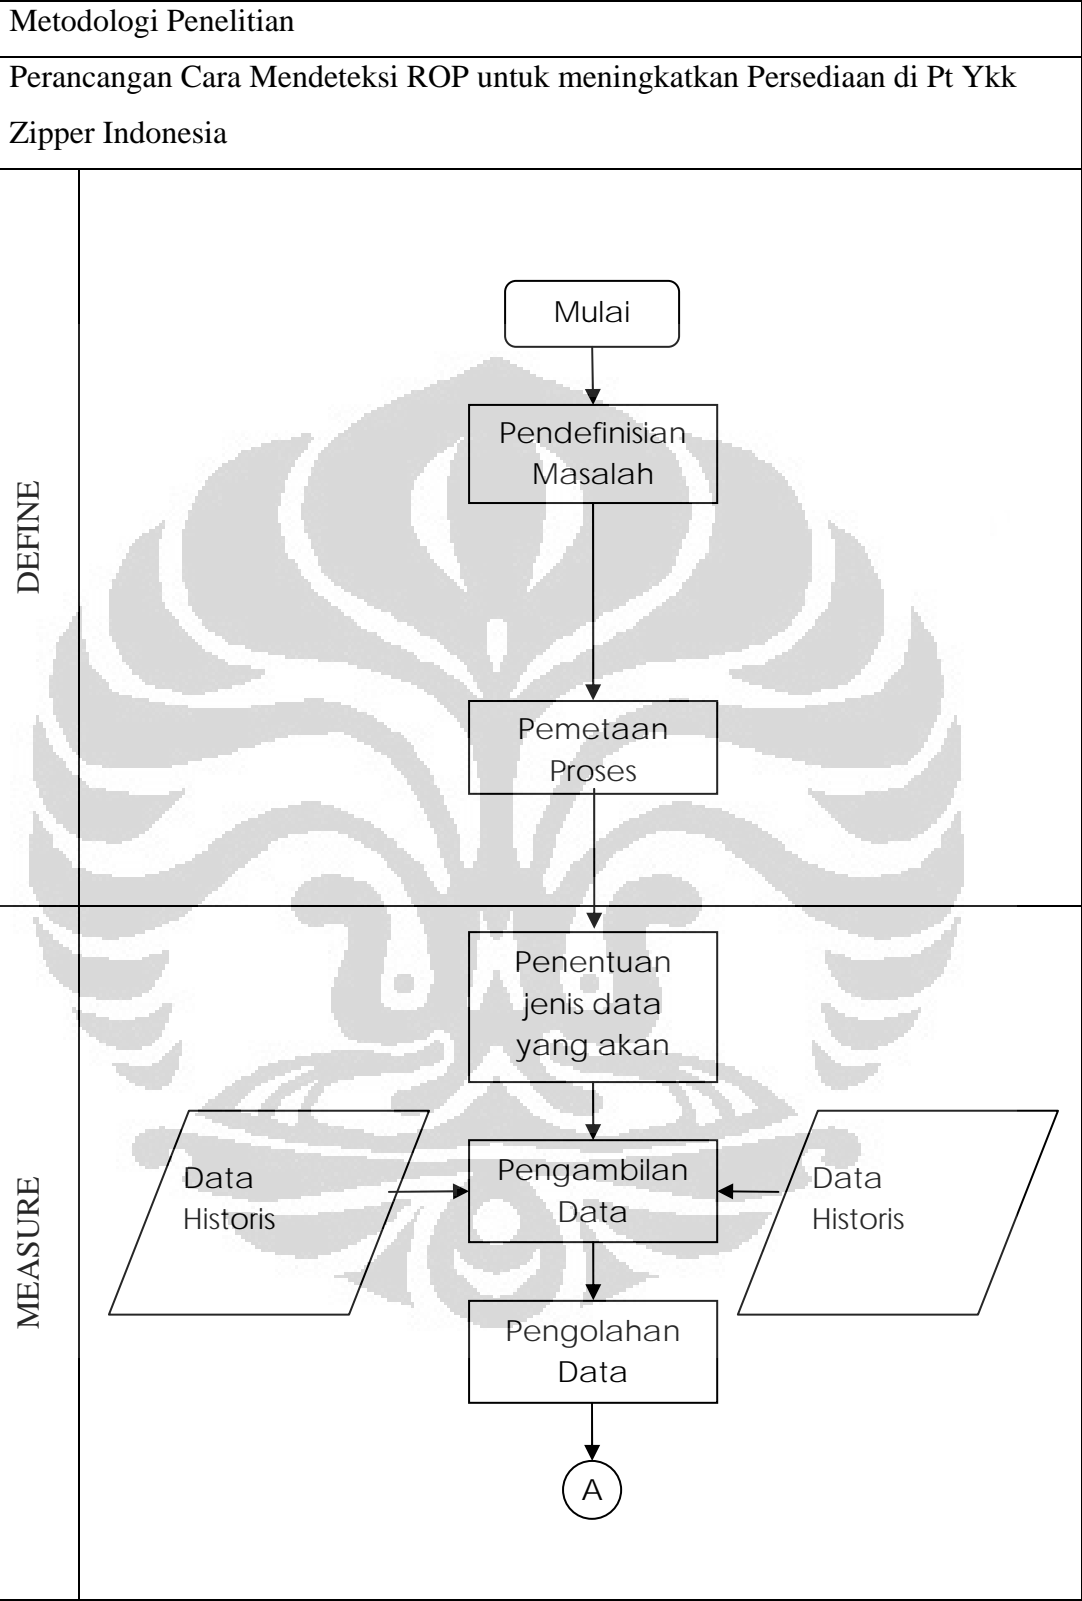 Metodologi Penelitian
Perancangan Cara Mendeteksi ROP untuk meningkatkan Persediaan di Pt Ykk
Zipper Indonesia
DEFINE
Mulai
Pendefinisian
Masalah
Pemetaan
Proses
MEASURE
Penentuan
jenis data
yang akan
Data
Historis
Pengambilan
Data
Data
Historis
Pengolahan
Data
A